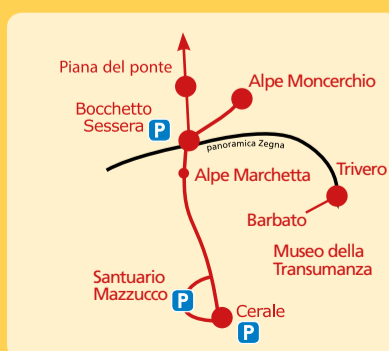 Piana del ponte
Alpe Moncerchio
Bocchetto
Sessera P
panoramica Zegna
Alpe Marchetta
Trivero
Barbato
Museo della
Transumanza
Santuario
Mazzucco P
Cerale
P